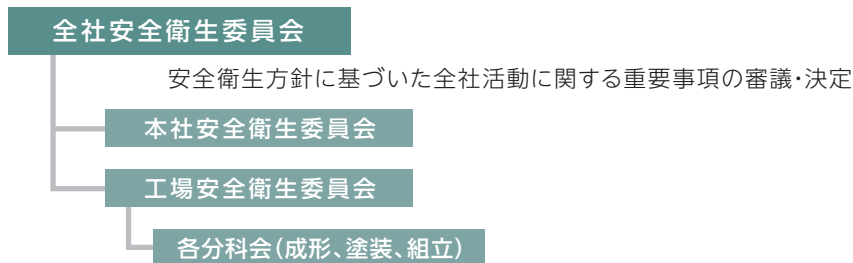 全社安全衛生委員会
安全衛生方針に基づいた全社活動に関する重要事項の審議・決定
本社安全衛生委員会
工場安全衛生委員会
各分科会（成形、塗装、組立）